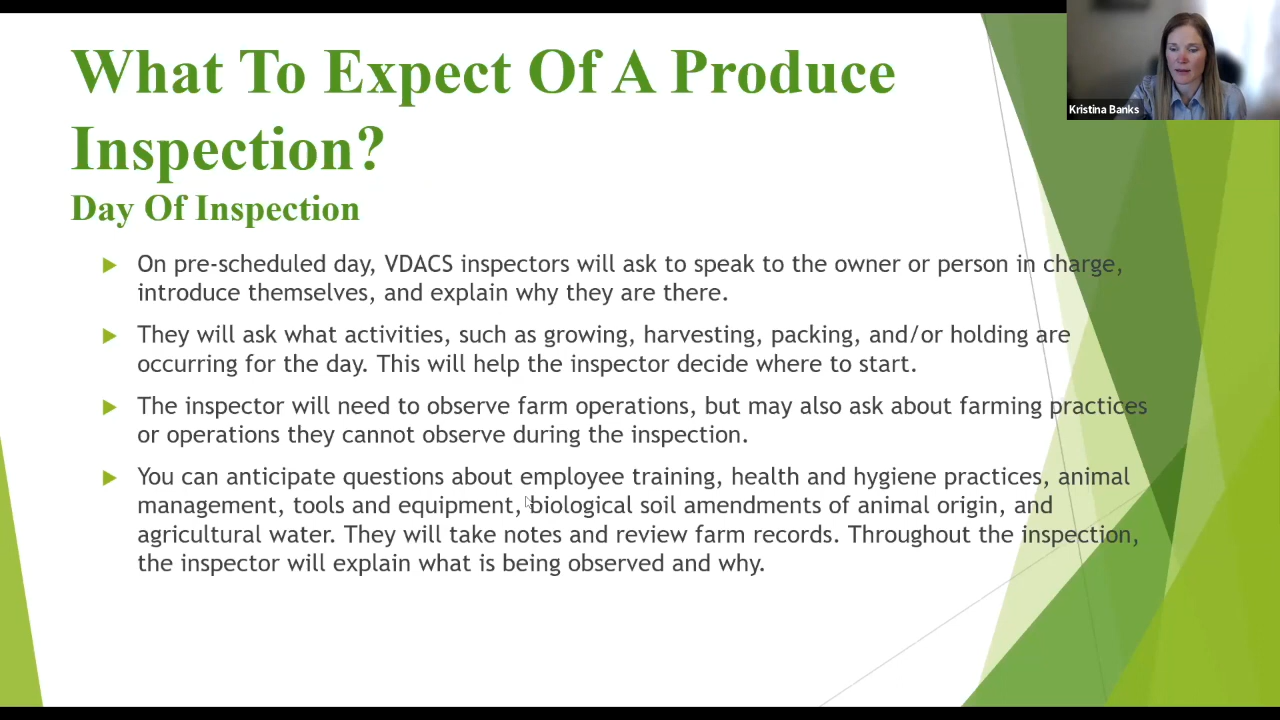 What To Expect Of A Produce
Inspection?
Day Of Inspection
Kristina Banks
On pre-scheduled day, VDACS inspectors will ask to speak to the owner or person in charge,
introduce themselves, and explain why they are there.
They will ask what activities, such as growing, harvesting, packing, and/or holding are
occurring for the day. This will help the inspector decide where to start.
The inspector will need to observe farm operations, but may also ask about farming practices
or operations they cannot observe during the inspection.
You can anticipate questions about employee training, health and hygiene practices, animal
management, tools and equipment, biological soil amendments of animal origin, and
agricultural water. They will take notes and review farm records. Throughout the inspection,
the inspector will explain what is being observed and why.